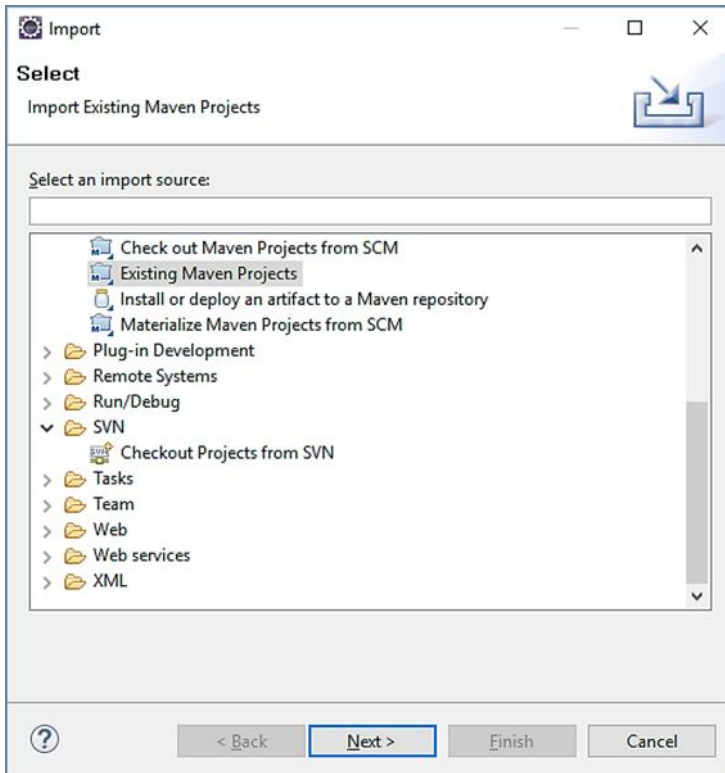 Import
Select
Import Existing Maven Projects
Select an import source:
Check out Maven Projects from SCM
Existing Maven Projects
Install or deploy an artifact to a Maven repository
Materialize Maven Projects from SCM
Plug-in Development
Remote Systems
Run/Debug
SVN
Checkout Projects from SVN
Tasks
Team
Web
Web services
XML
< Back Next > Finish Cancel